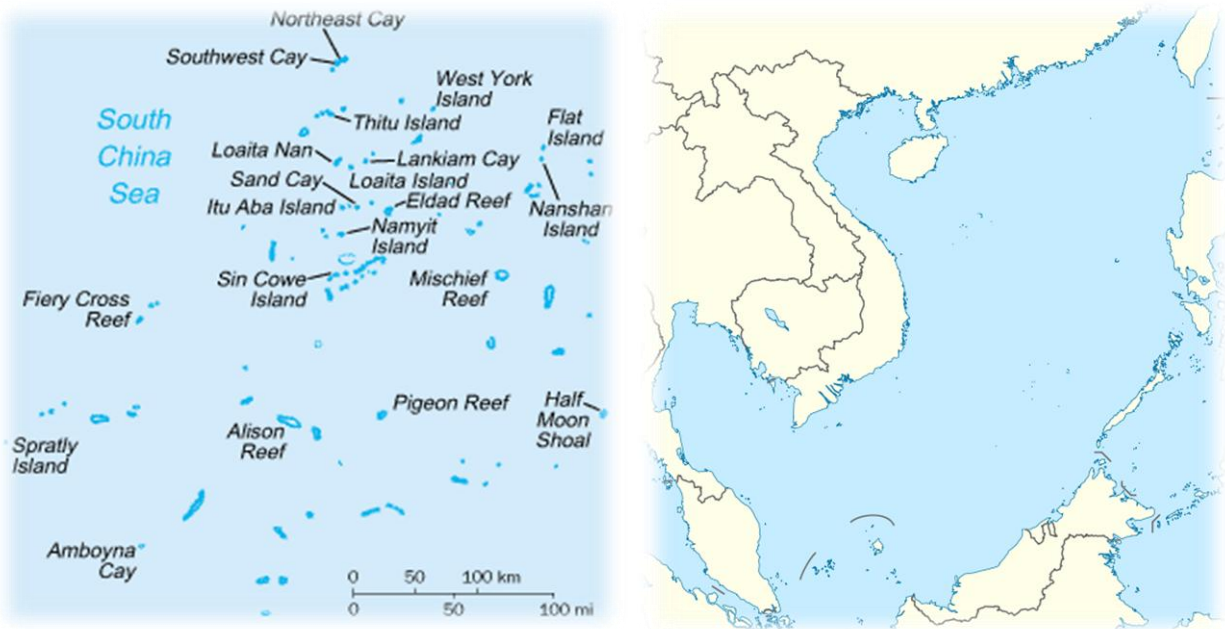 Northeast Cay
Southwest Cay
West York
Island
South
China
Sea
Thitu Island
Flat
Island
Loaita Nan
Lankiam Cay
Sand Cay
Loaita Island
Itu Aba Island
Eldad Reef
Nanshan
Island
Namyit
Island
Sin Cowe
Island
Mischief
Reef
Fiery Cross
Reef
Pigeon Reef
Half
Moon
Shoal
Alison
Reef
Spratly
Island
Amboyna
Cay
0 50 100 km
0 50 100 mi